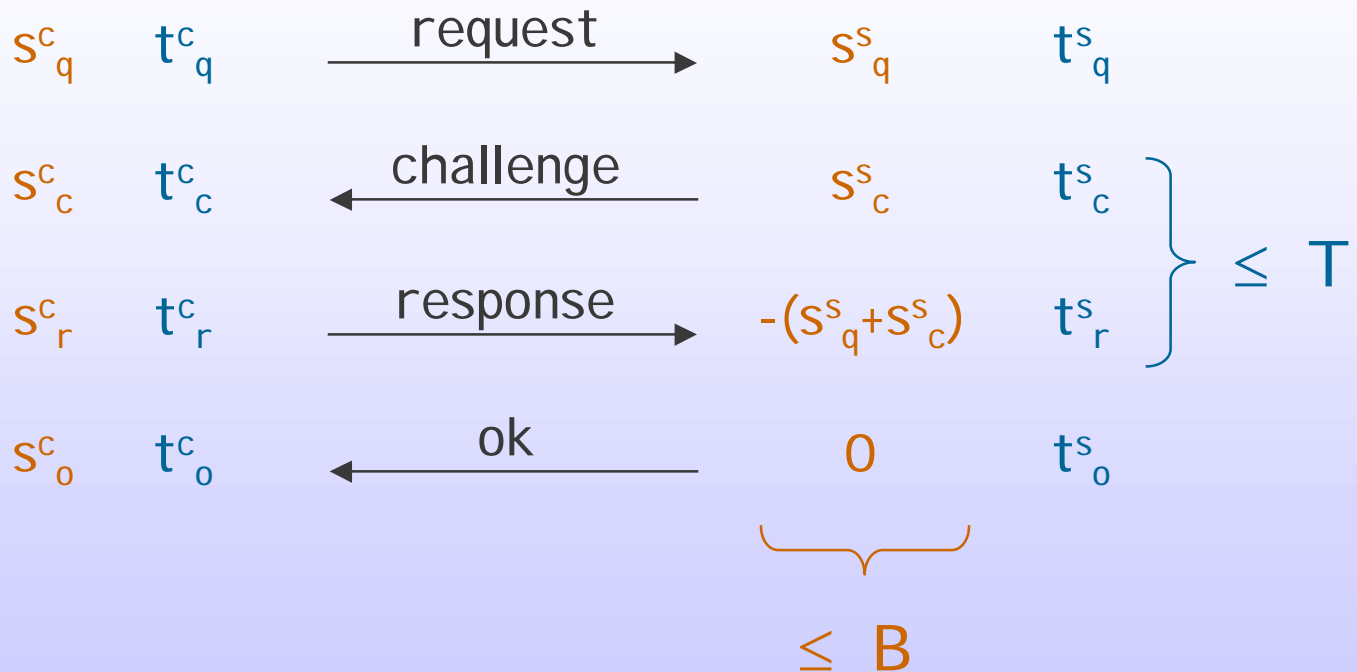 s^c_q t^c_q request s^s_q t^s_q
s^c_c t^c_c challenge s^s_c t^s_c
≤ T
s^c_r t^c_r response -(s^s_q+s^s_c) t^s_r
s^c_o t^c_o ok 0 t^s_o
≤ B